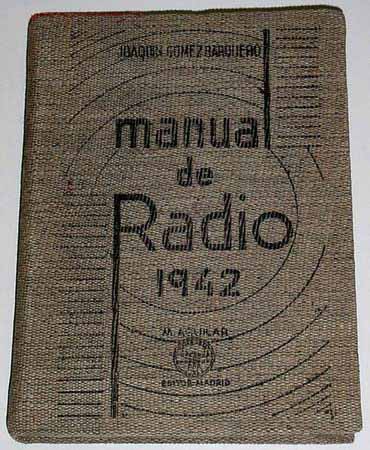 JOAQUIN GOMEZ BARQUERO
manual
de
Radio
1942
M. AGUILAR
EDITOR-MADRID